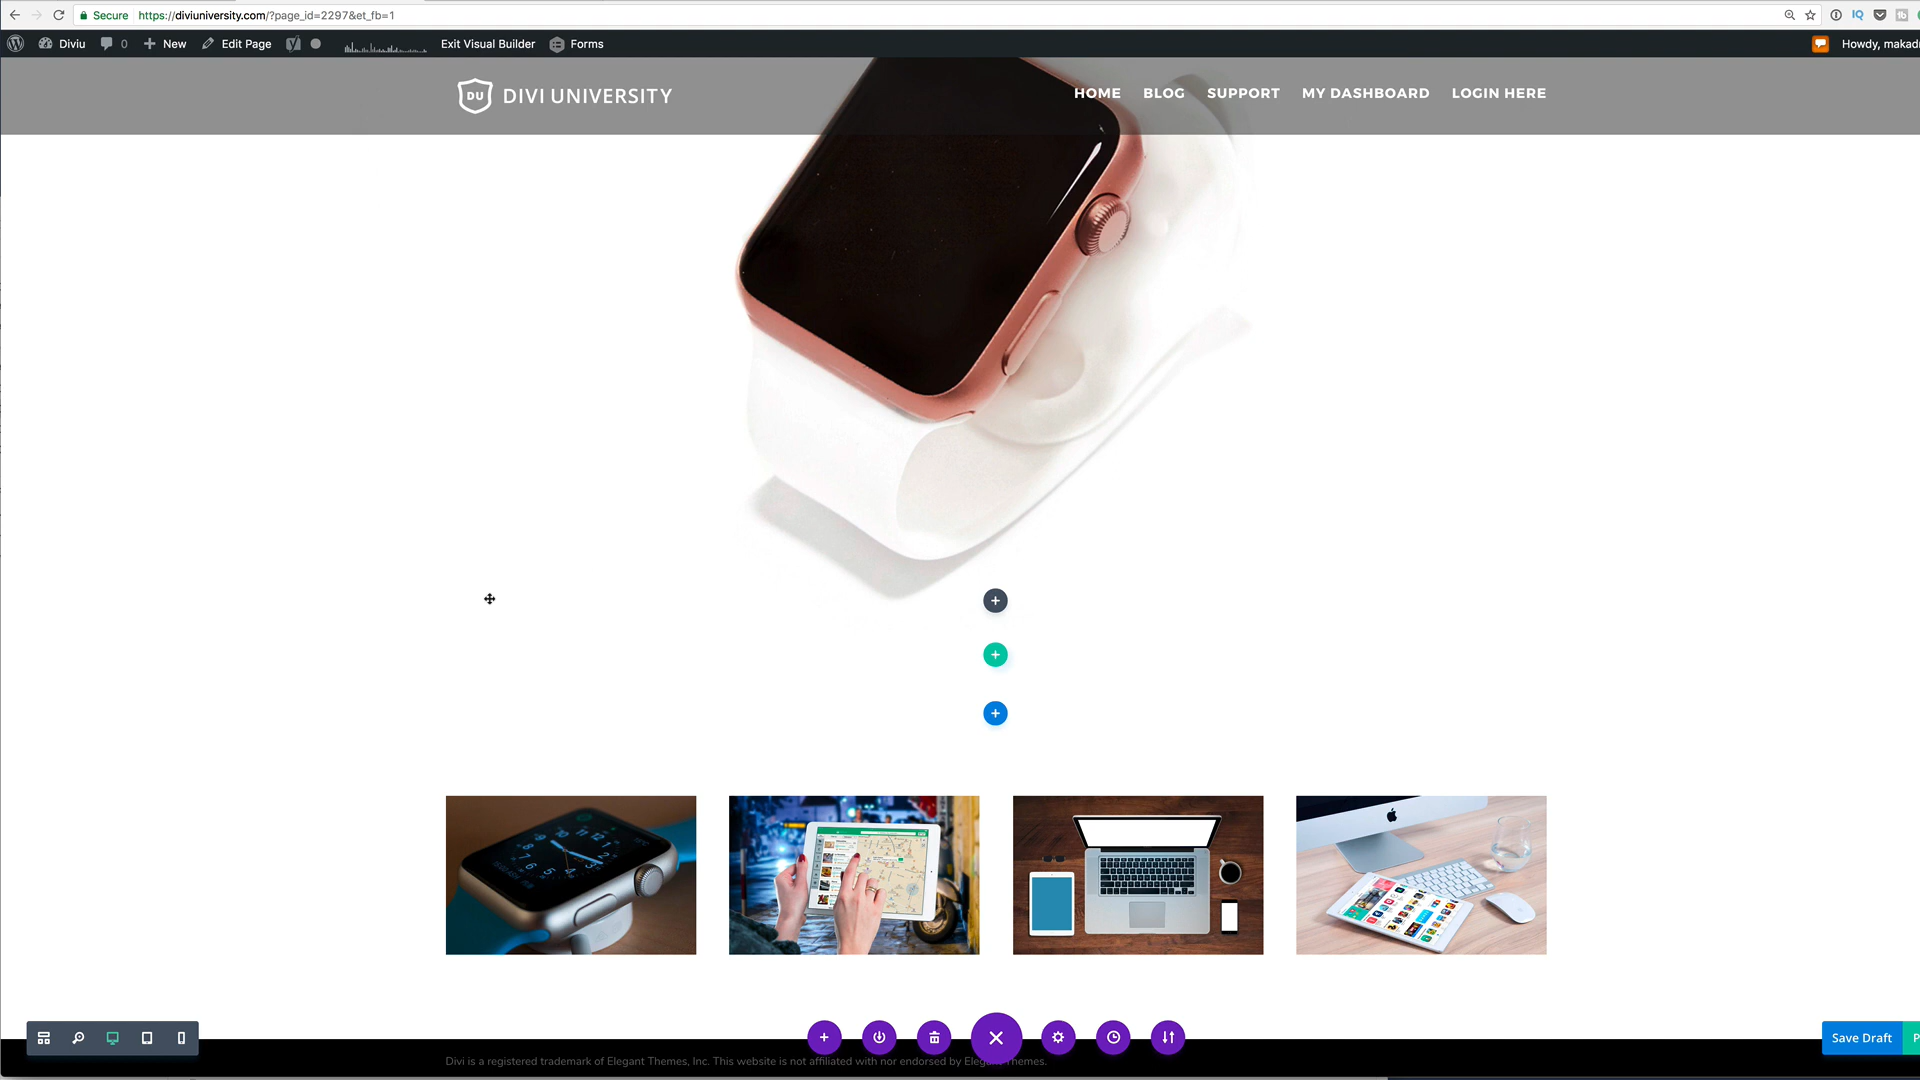 Secure https://diviuniversity.com/?page_id=2297&et_fb=1
Diviu 0 New Edit Page Exit Visual Builder Forms Howdy, makad
DU DIVI UNIVERSITY HOME BLOG SUPPORT MY DASHBOARD LOGIN HERE
Save Draft P
Divi is a registered trademark of Elegant Themes, Inc. This website is not affiliated with nor endorsed by Elegant Themes.